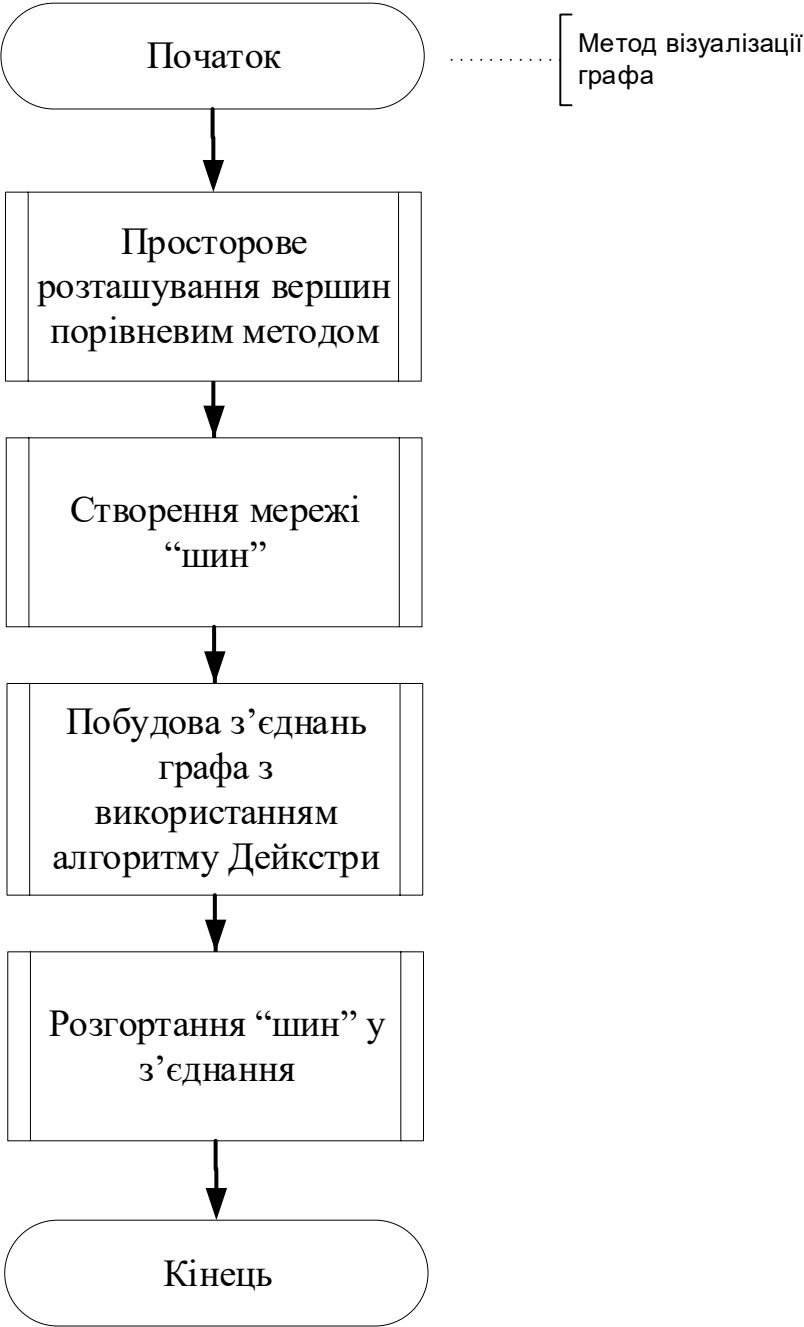 Початок
Метод візуалізації
графа
Просторове
розташування вершин
порівневим методом
Створення мережі
“шин”
Побудова з’єднань
графа з
використанням
алгоритму Дейкстри
Розгортання “шин” у
з’єднання
Кінець